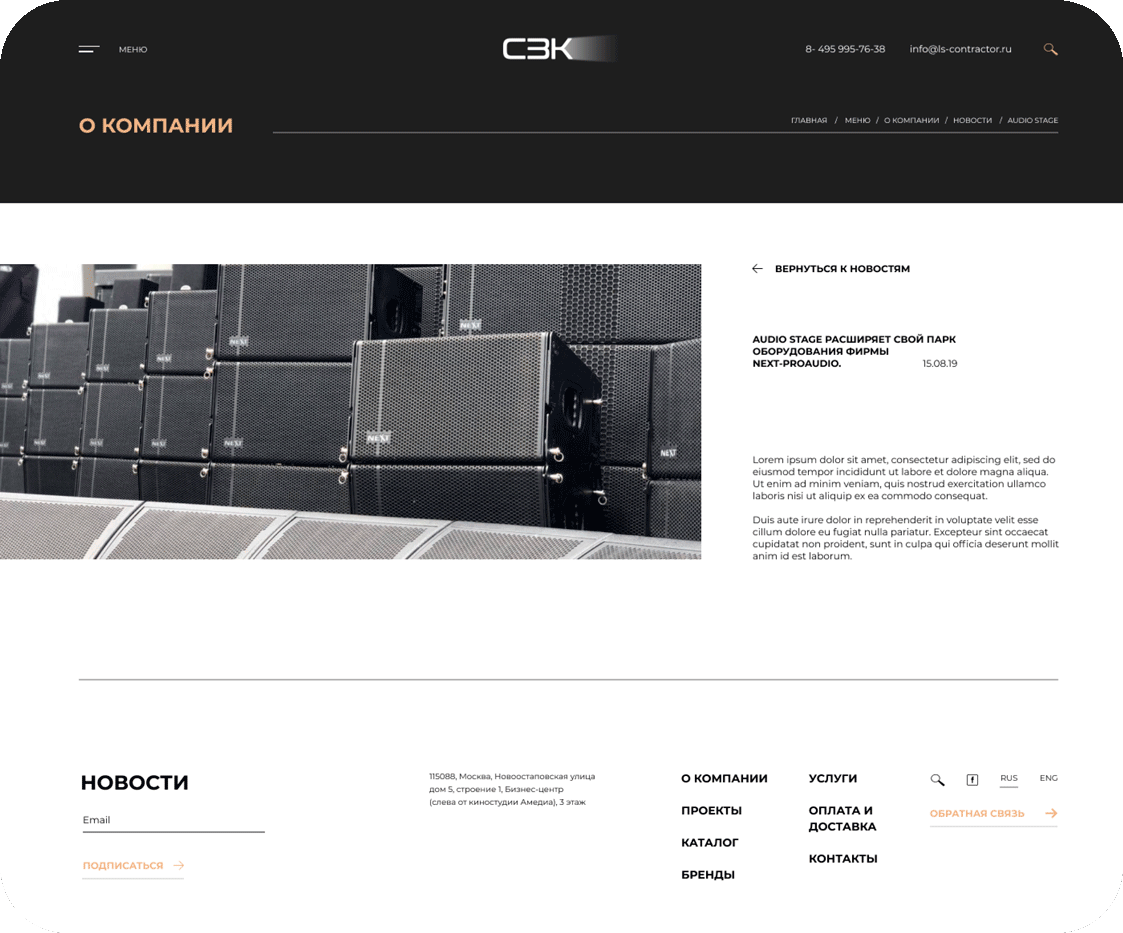 МЕНЮ
СЗК
8- 495 995-76-38
info@ls-contractor.ru
О КОМПАНИИ
ГЛАВНАЯ / МЕНЮ / О КОМПАНИИ / НОВОСТИ / AUDIO STAGE
ВЕРНУТЬСЯ К НОВОСТЯМ
AUDIO STAGE РАСШИРЯЕТ СВОЙ ПАРК
ОБОРУДОВАНИЯ ФИРМЫ
NEXT-PROAUDIO.
15.08.19
NEXT
NEXT
NEXT
NEXT
NEXT
NEXT
NEXT
NEXT
NEXT
NEXT
NEXT
Lorem ipsum dolor sit amet, consectetur adipiscing elit, sed do
eiusmod tempor incididunt ut labore et dolore magna aliqua.
Ut enim ad minim veniam, quis nostrud exercitation ullamco
laboris nisi ut aliquip ex ea commodo consequat.
Duis aute irure dolor in reprehenderit in voluptate velit esse
cillum dolore eu fugiat nulla pariatur. Excepteur sint occaecat
cupidatat non proident, sunt in culpa qui officia deserunt mollit
anim id est laborum.
НОВОСТИ
Email
ПОДПИСАТЬСЯ
115088, Москва, Новоостаповская улица
дом 5, строение 1, Бизнес-центр
(слева от киностудии Амедиа), 3 этаж
О КОМПАНИИ
ПРОЕКТЫ
КАТАЛОГ
БРЕНДЫ
УСЛУГИ
ОПЛАТА И
ДОСТАВКА
КОНТАКТЫ
f
RUS
ENG
ОБРАТНАЯ СВЯЗЬ